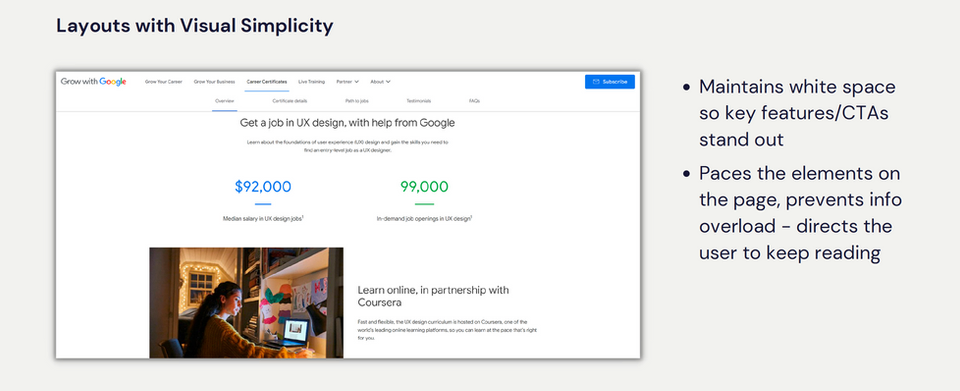 Layouts with Visual Simplicity
Grow with Google
Grow Your Career
Grow Your Business
Career Certificates
Live Training
Partner
About
Subscribe
Overview
Certificate details
Path to jobs
Testimonials
FAQs
Get a job in UX design, with help from Google
Learn about the foundations of user experience (UX) design and gain the skills you need to
find an entry-level job as a UX designer.
$92,000
99,000
Median salary in UX design jobs¹
In-demand job openings in UX design¹
Learn online, in partnership with
Coursera
Fast and flexible, the UX design curriculum is hosted on Coursera, one of the
world's leading online learning platforms, so you can learn at the pace that's right
for you.
• Maintains white space
so key features/CTAs
stand out
• Paces the elements on
the page, prevents info
overload - directs the
user to keep reading